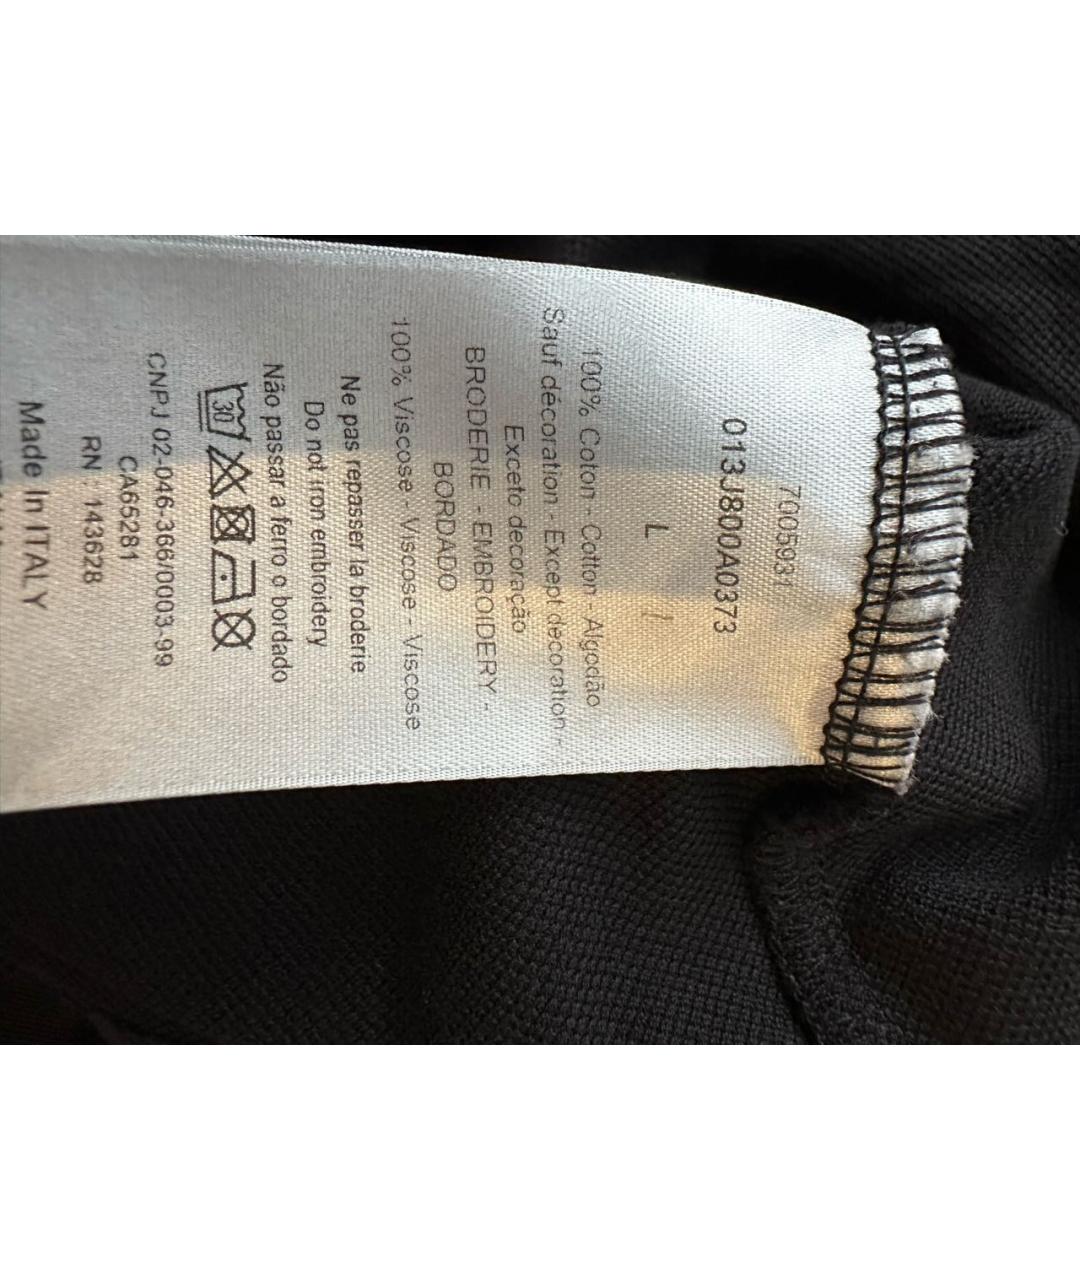 7005931
013J800A0373
L L
100% Coton - Cotton - Algodão
Sauf décoration - Except decoration -
Exceto decoração
BRODERIE - EMBROIDERY -
BORDADO
100% Viscose - Viscose - Viscose
Ne pas repasser la broderie
Do not iron embroidery
Não passar a ferro o bordado
30
CNPJ 02-046-366/0003-99
CA65281
RN 143628
Made In ITALY